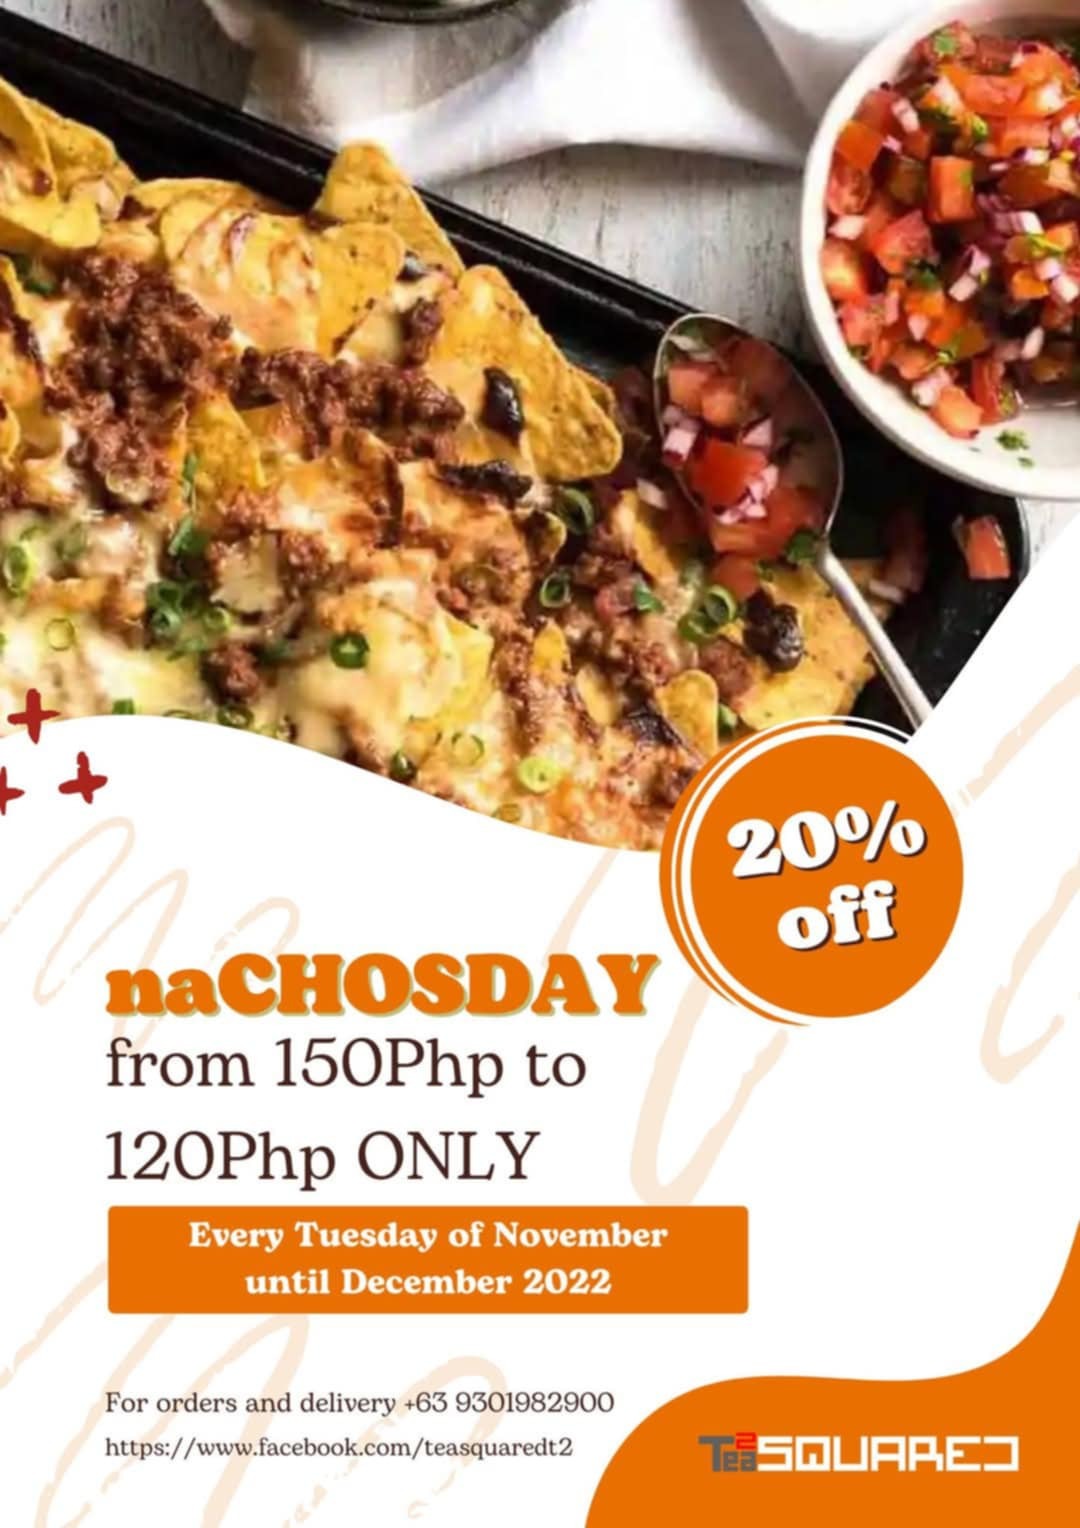 20%
off
naCHOSDAY
from 150Php to
120Php ONLY
Every Tuesday of November
until December 2022
For orders and delivery +63 9301982900
https://www.facebook.com/teasquaredt2
Tea2SQUARED